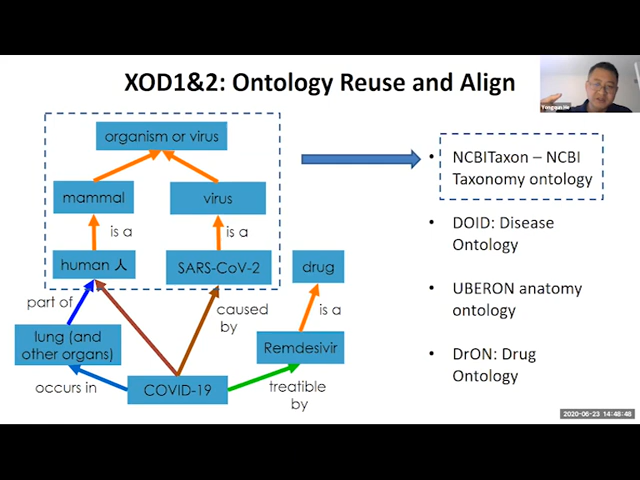 XOD1&2: Ontology Reuse and Align
organism or virus
mammal
virus
is a
is a
human 人
SARS-CoV-2
drug
part of
caused
by
is a
lung (and
other organs)
Remdesivir
occurs in
COVID-19
treatible
by
• NCBITaxon – NCBI
Taxonomy ontology
• DOID: Disease
Ontology
• UBERON anatomy
ontology
• DrON: Drug
Ontology
2020-06-23 14:48:48